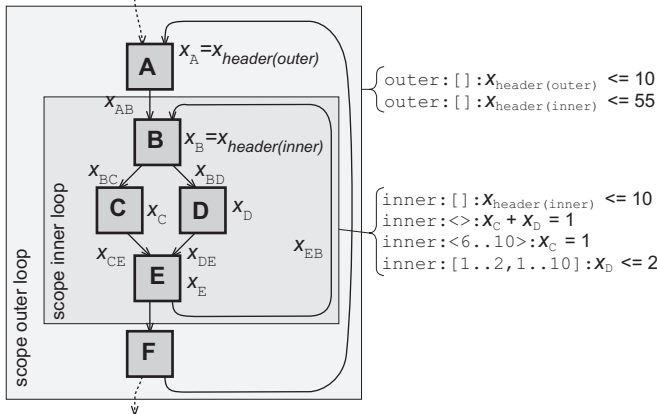 A
x_A=x_header(outer)
x_AB
B
x_B=x_header(inner)
x_BC
x_BD
C
x_C
D
x_D
x_CE
x_DE
x_EB
E
x_E
F
scope inner loop
scope outer loop
outer:[]:x_header(outer) <= 10
outer:[]:x_header(inner) <= 55
inner:[]:x_header(inner) <= 10
inner:<>:x_C + x_D = 1
inner:<6..10>:x_C = 1
inner:[1..2,1..10]:x_D <= 2